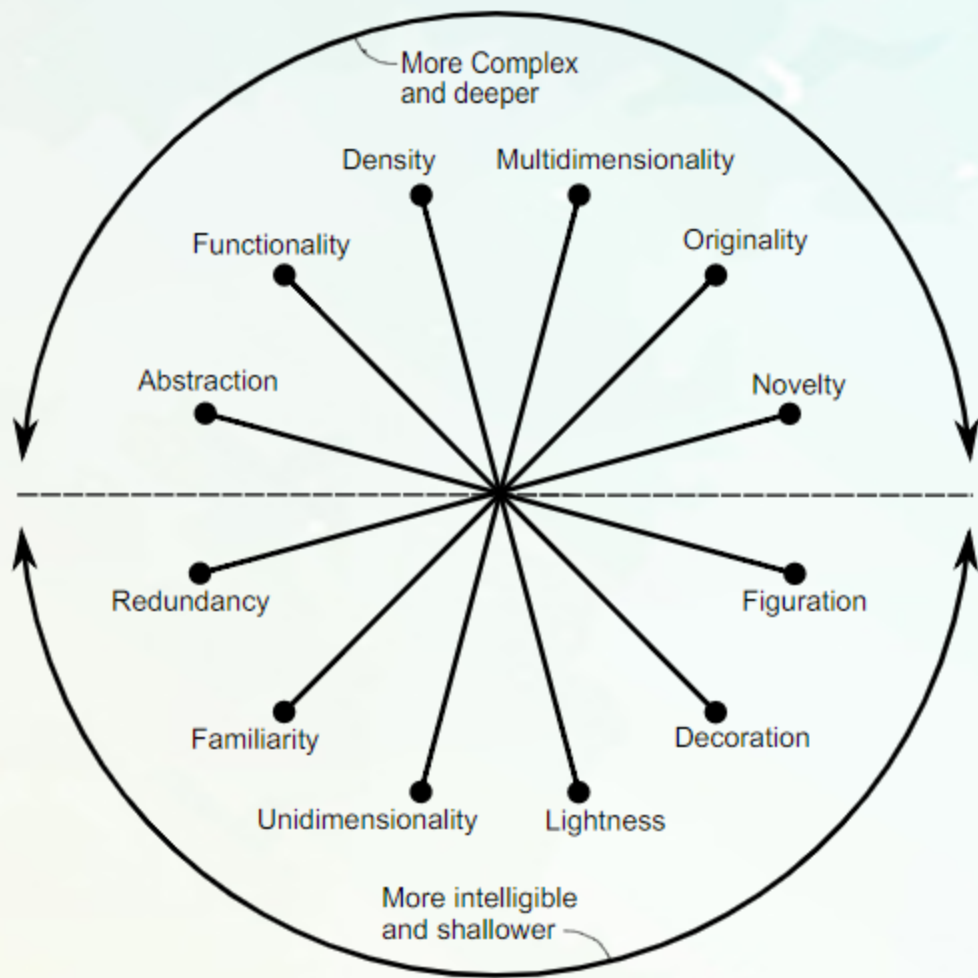 More Complex
and deeper
Density
Multidimensionality
Functionality
Originality
Abstraction
Novelty
Redundancy
Figuration
Familiarity
Decoration
Unidimensionality
Lightness
More intelligible
and shallower